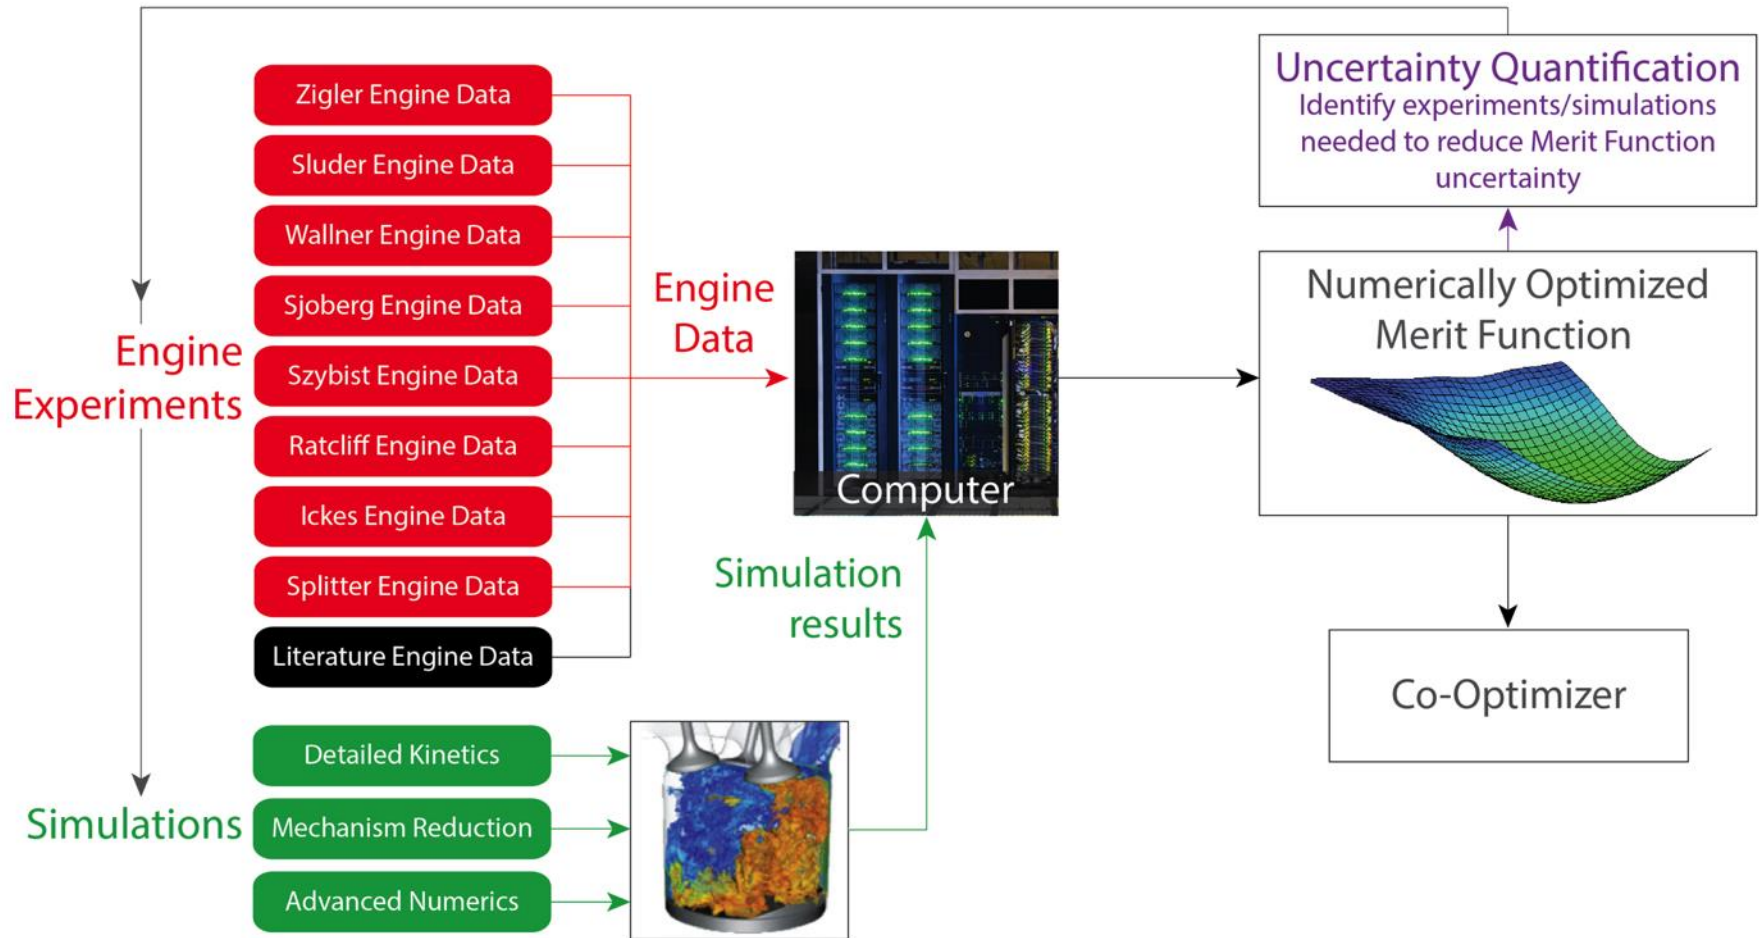 Zigler Engine Data
Sluder Engine Data
Wallner Engine Data
Sjoberg Engine Data
Szybist Engine Data
Ratcliff Engine Data
Ickes Engine Data
Splitter Engine Data
Literature Engine Data
Engine
Experiments
Detailed Kinetics
Mechanism Reduction
Advanced Numerics
Simulations
Engine
Data
Computer
Simulation
results
Uncertainty Quantification
Identify experiments/simulations
needed to reduce Merit Function
uncertainty
Numerically Optimized
Merit Function
Co-Optimizer